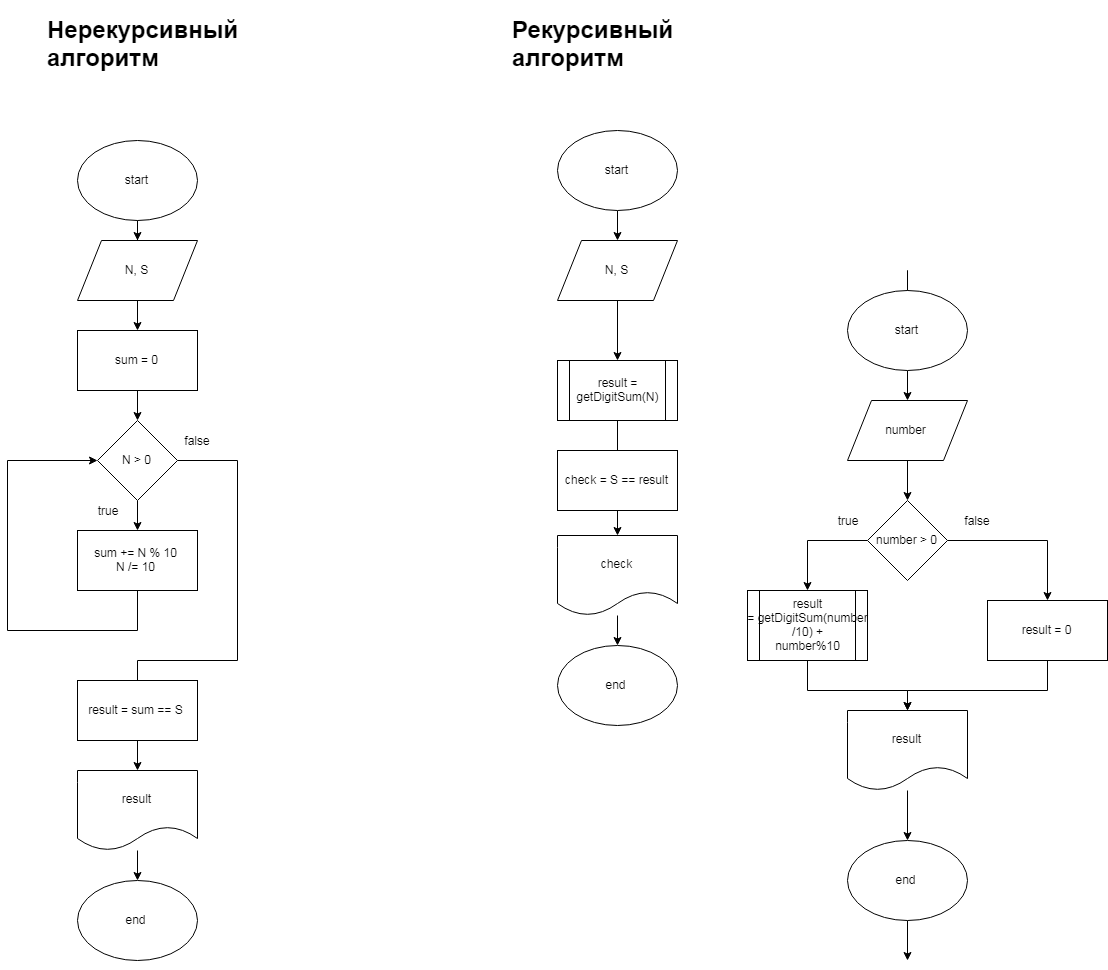 Нерекурсивный
алгоритм
start
N, S
sum = 0
N > 0
false
true
sum += N % 10
N /= 10
result = sum == S
result
end
Рекурсивный
алгоритм
start
N, S
result =
getDigitSum(N)
check = S == result
check
end
start
number
number > 0
true
false
result
= getDigitSum(number
/10) +
number%10
result = 0
result
end